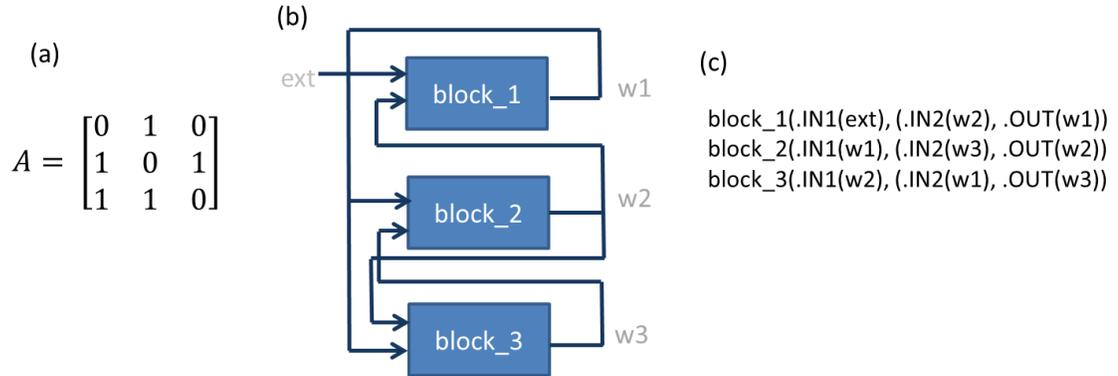 (a)
A = [0 1 0
1 0 1
1 1 0]
(b)
ext
block_1
w1
block_2
w2
block_3
w3
(c)
block_1(.IN1(ext), (.IN2(w2), .OUT(w1))
block_2(.IN1(w1), (.IN2(w3), .OUT(w2))
block_3(.IN1(w2), (.IN2(w1), .OUT(w3))